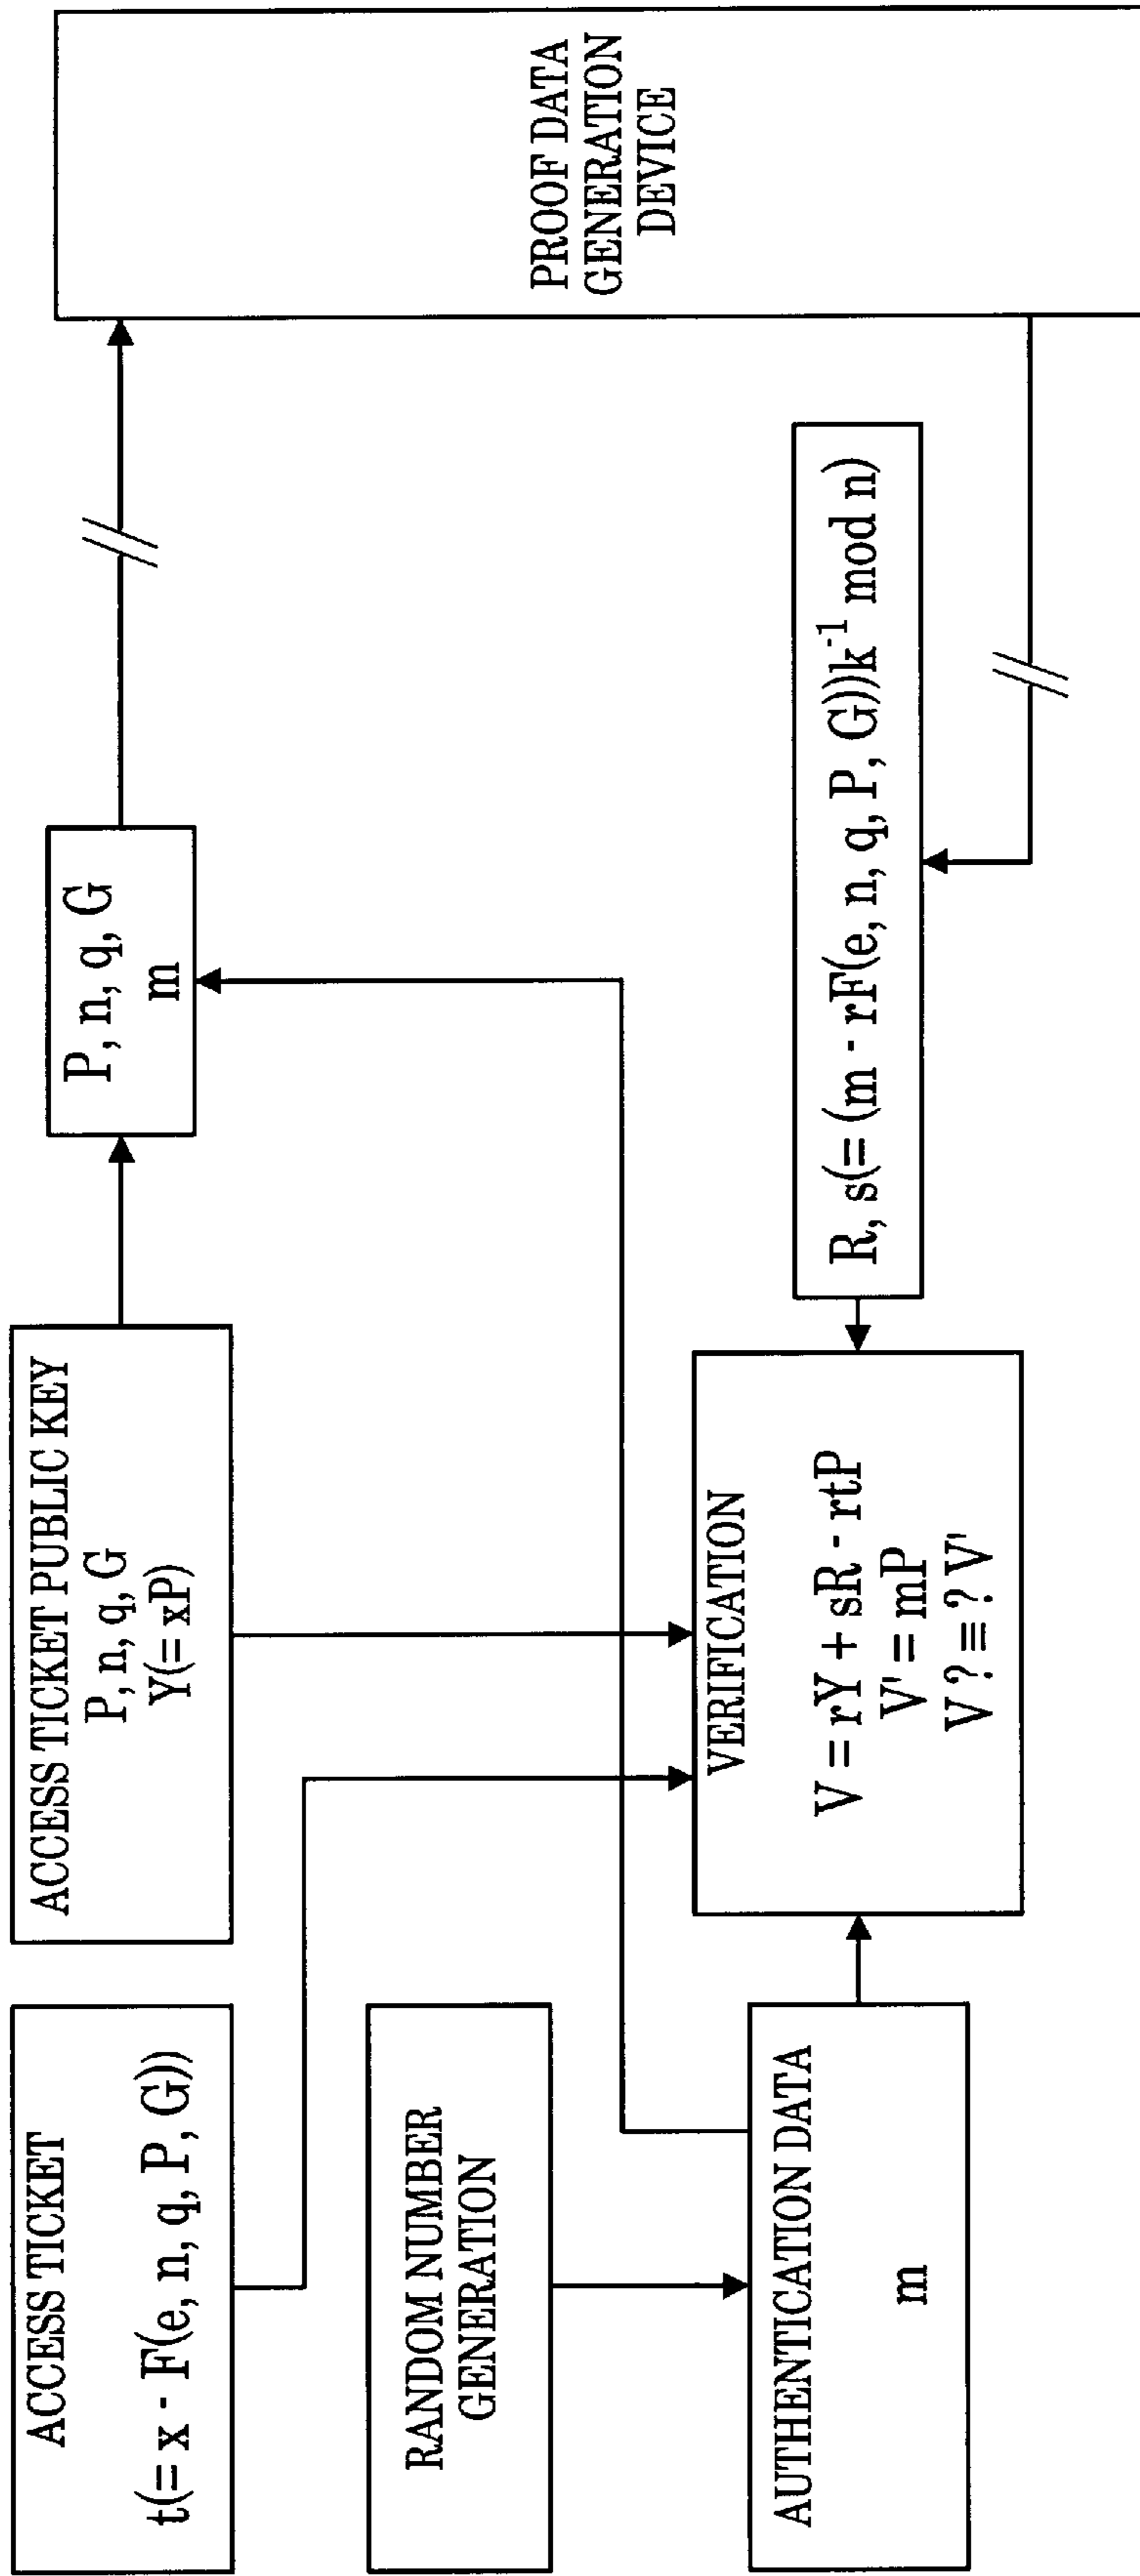 ACCESS TICKET
t(= x - F(e, n, q, P, G))
ACCESS TICKET PUBLIC KEY
P, n, q, G
Y(= xP)
P, n, q, G
m
RANDOM NUMBER
GENERATION
AUTHENTICATION DATA
m
VERIFICATION
V = rY + sR - rtP
V' = mP
V ? ≡ ? V'
R, s(= (m - rF(e, n, q, P, G))k⁻¹ mod n)
PROOF DATA
GENERATION
DEVICE